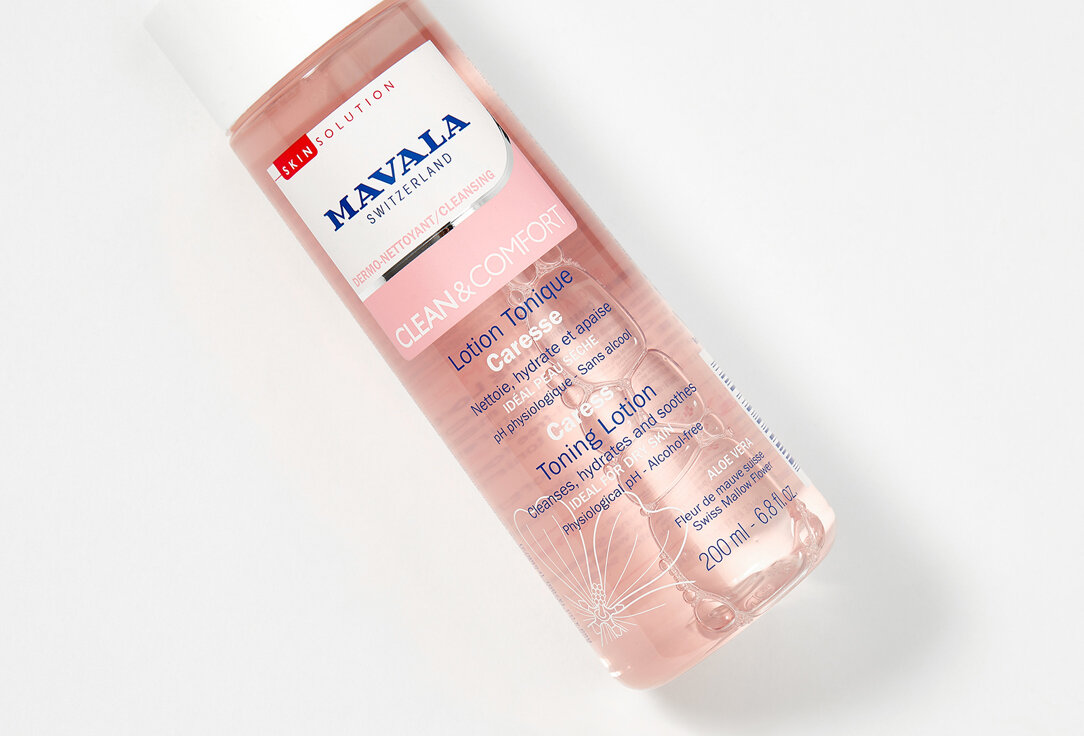 SKIN SOLUTION
MAVALA
SWITZERLAND
DERMO-NETTOYANT/CLEANSING
CLEAN&COMFORT
Lotion Tonique
Caresse
Nettoie, hydrate et apaise
IDÉAL PEAU SÈCHE
pH physiologique - Sans alcool
Caress
Toning Lotion
Cleanses, hydrates and soothes
IDEAL FOR DRY SKIN
Physiological pH - Alcohol-free
ALOE VERA
Fleur de mauve suisse
Swiss Mallow Flower
200 ml - 6,8 fl.oz.